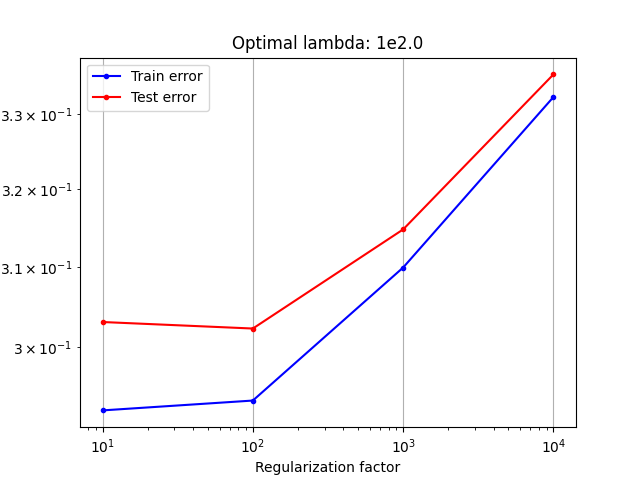 Optimal lambda: 1e2.0
Train error
Test error
3.3 × 10⁻¹
3.2 × 10⁻¹
3.1 × 10⁻¹
3 × 10⁻¹
10¹ 10² 10³ 10⁴
Regularization factor